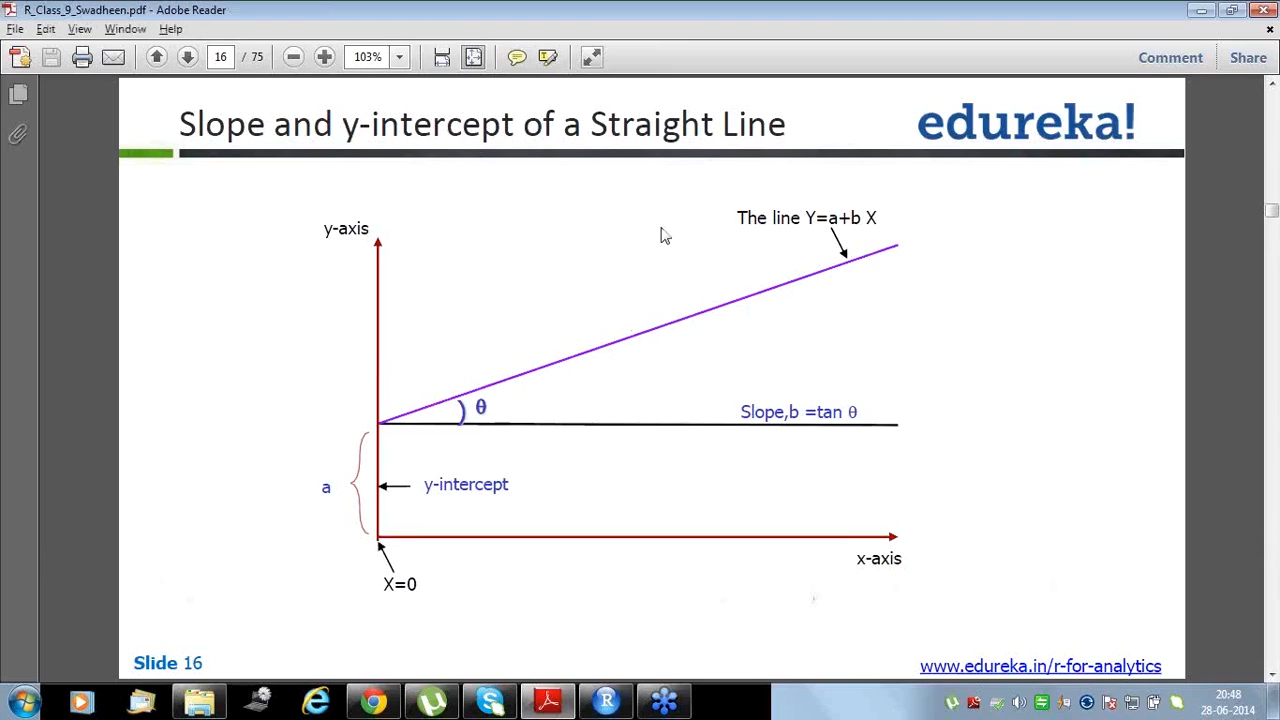 R_Class_9_Swadheen.pdf - Adobe Reader
File Edit View Window Help
16 / 75 103% Comment Share
Slope and y-intercept of a Straight Line
edureka!
The line Y=a+b X
y-axis
θ
Slope,b =tan θ
a
y-intercept
x-axis
X=0
Slide 16
www.edureka.in/r-for-analytics
20:48
28-06-2014